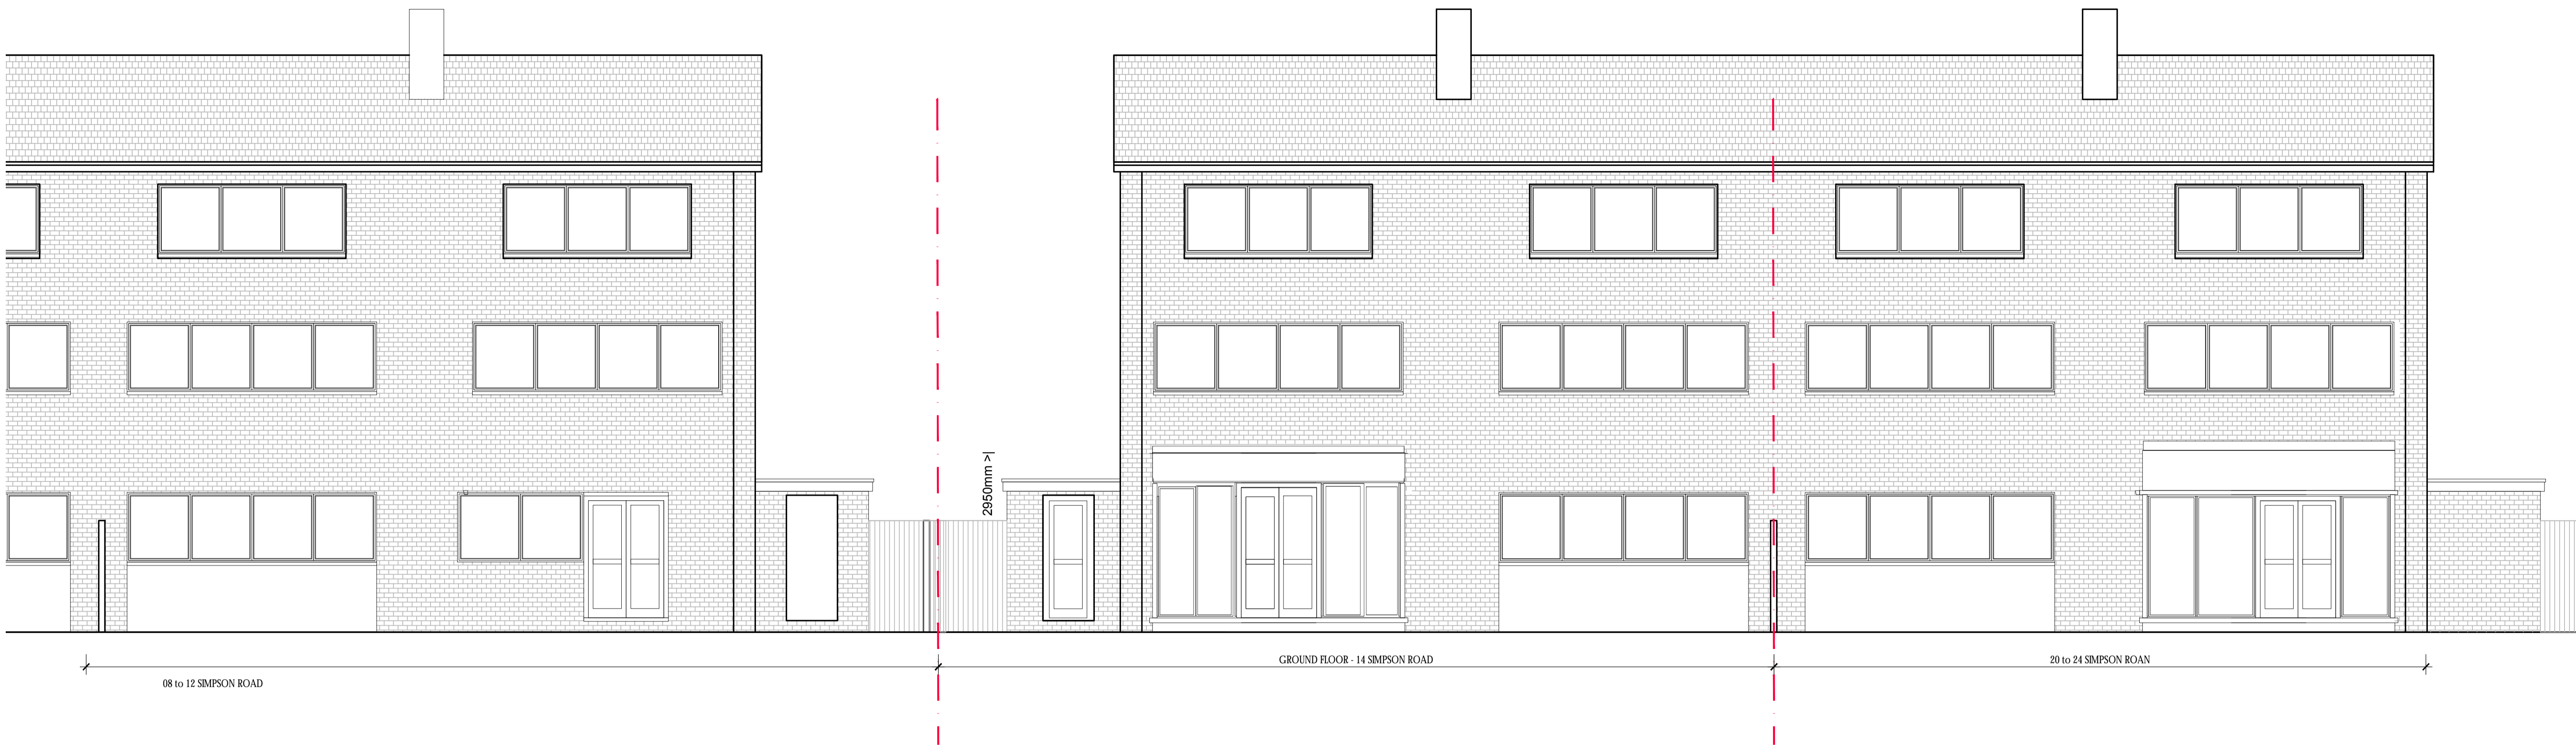 2950mm >|
GROUND FLOOR - 14 SIMPSON ROAD
20 to 24 SIMPSON ROAN
08 to 12 SIMPSON ROAD